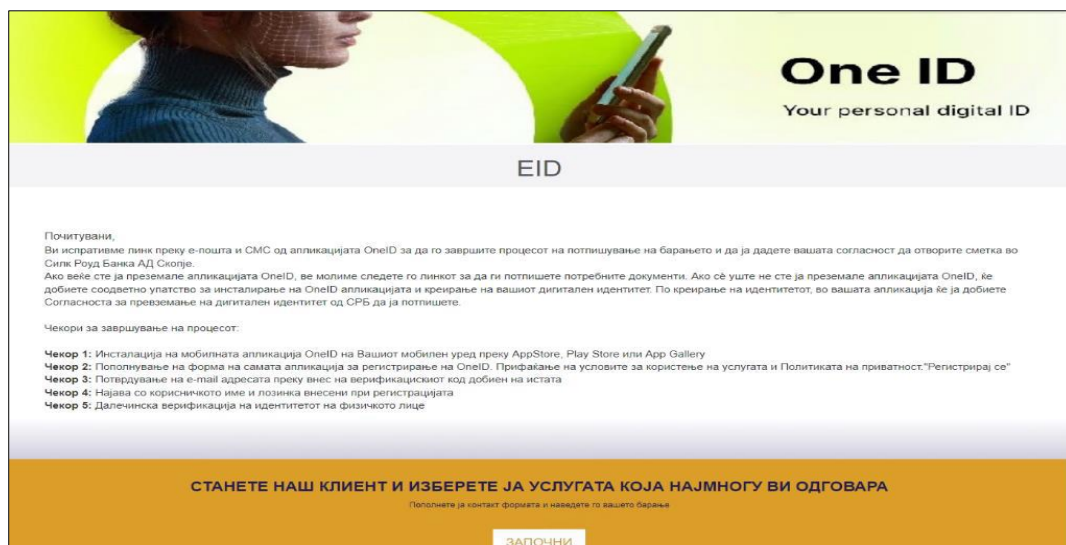 One ID
Your personal digital ID
EID
Почитувани,
Ви испративме линк преку е-пошта и СМС од апликацијата OneID за да го завршите процесот на потпишување на барањето и да ја дадете вашата согласност да отворите сметка во
Силк Роуд Банка АД Скопје.
Ако веќе сте ја преземале апликацијата OneID, ве молиме следете го линкот за да ги потпишете потребните документи. Ако сè уште не сте ја преземале апликацијата OneID, ќе
добиете соодветно упатство за инсталирање на OneID апликацијата и креирање на вашиот дигитален идентитет. По креирање на идентитетот, во вашата апликација ќе ја добиете
Согласноста за превземање на дигитален идентитет од СРБ да ја потпишете.
Чекори за завршување на процесот:
Чекор 1: Инсталација на мобилната апликација OneID на Вашиот мобилен уред преку AppStore, Play Store или App Gallery
Чекор 2: Пополнување на форма на самата апликација за регистрирање на OneID. Прифаќање на условите за користење на услугата и Политиката на приватност."Регистрирај се"
Чекор 3: Потврдување на e-mail адресата преку внес на верификацискиот код добиен на истата
Чекор 4: Најава со корисничкото име и лозинка внесени при регистрацијата
Чекор 5: Далечинска верификација на идентитетот на физичкото лице
СТАНЕТЕ НАШ КЛИЕНТ И ИЗБЕРЕТЕ ЈА УСЛУГАТА КОЈА НАЈМНОГУ ВИ ОДГОВАРА
Пополнете ја контакт формата и наведете го вашето барање
ЗАПОЧНИ